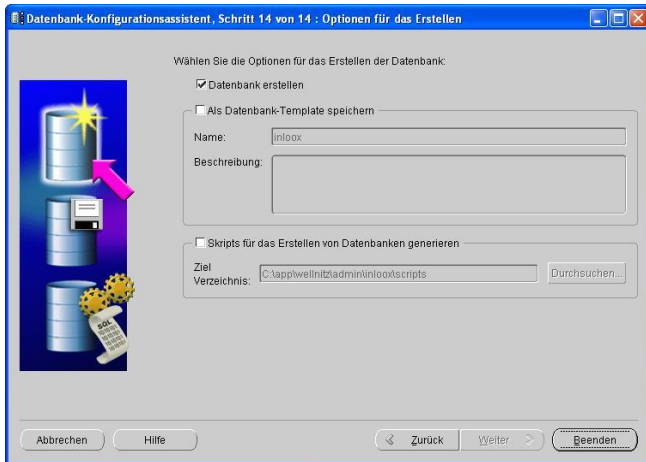 Datenbank-Konfigurationsassistent, Schritt 14 von 14 : Optionen für das Erstellen
Wählen Sie die Optionen für das Erstellen der Datenbank:
Datenbank erstellen
Als Datenbank-Template speichern
Name: inloox
Beschreibung:
Skripts für das Erstellen von Datenbanken generieren
Ziel
Verzeichnis: C:\app\wellnitz\admin\inloox\scripts Durchsuchen...
SQL
Abbrechen Hilfe Zurück Weiter Beenden